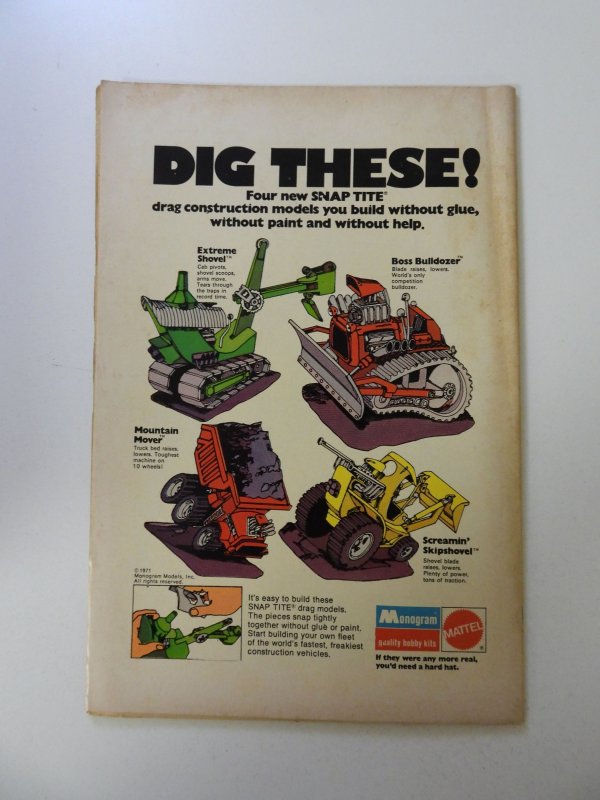 DIG THESE!
Four new SNAP TITE®
drag construction models you build without glue,
without paint and without help.
Extreme
Shovel™
Cab pivots,
shovel scoops,
arms move.
Tears through
the traps in
record time.
Boss Bulldozer™
Blade raises, lowers.
World's only
competition
bulldozer.
Mountain
Mover™
Truck bed raises,
lowers. Toughest
machine on
10 wheels!
Screamin'
Skipshovel™
Shovel blade
raises, lowers.
Plenty of power,
tons of traction.
© 1971
Monogram Models, Inc.
All rights reserved.
It's easy to build these
SNAP TITE® drag models.
The pieces snap tightly
together without glue or paint.
Start building your own fleet
of the world's fastest, freakiest
construction vehicles.
Monogram
quality hobby kits
MATTEL
®
If they were any more real,
you'd need a hard hat.